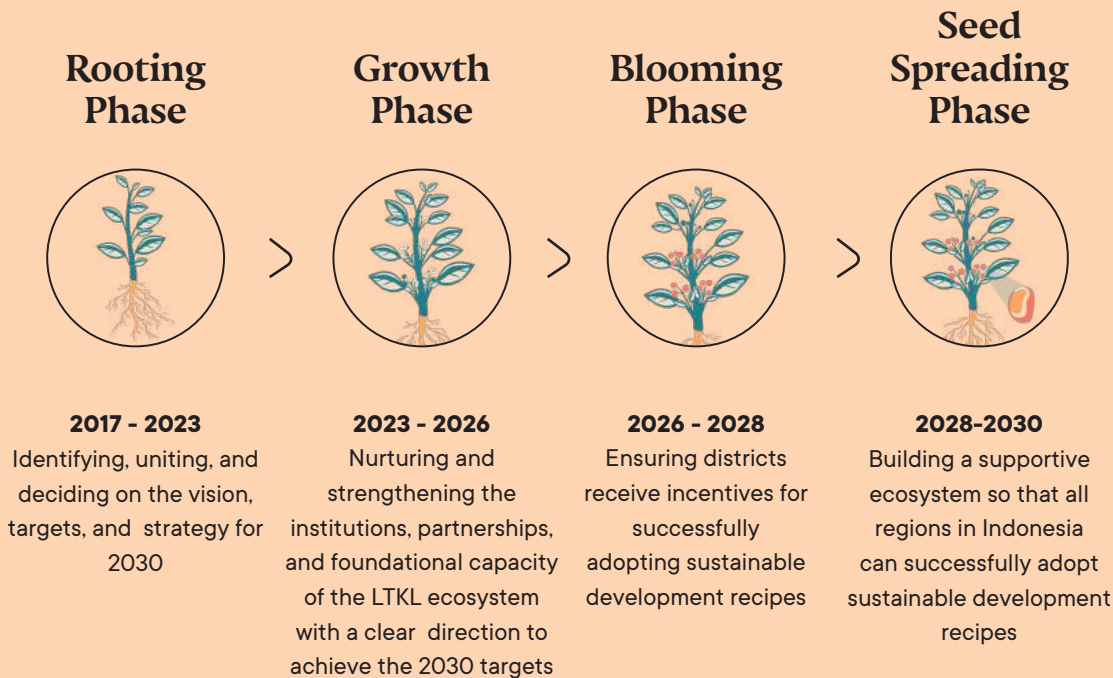 Rooting
Phase
2017 - 2023
Identifying, uniting, and
deciding on the vision,
targets, and strategy for
2030
Growth
Phase
2023 - 2026
Nurturing and
strengthening the
institutions, partnerships,
and foundational capacity
of the LTKL ecosystem
with a clear direction to
achieve the 2030 targets
Blooming
Phase
2026 - 2028
Ensuring districts
receive incentives for
successfully
adopting sustainable
development recipes
Seed
Spreading
Phase
2028-2030
Building a supportive
ecosystem so that all
regions in Indonesia
can successfully adopt
sustainable development
recipes